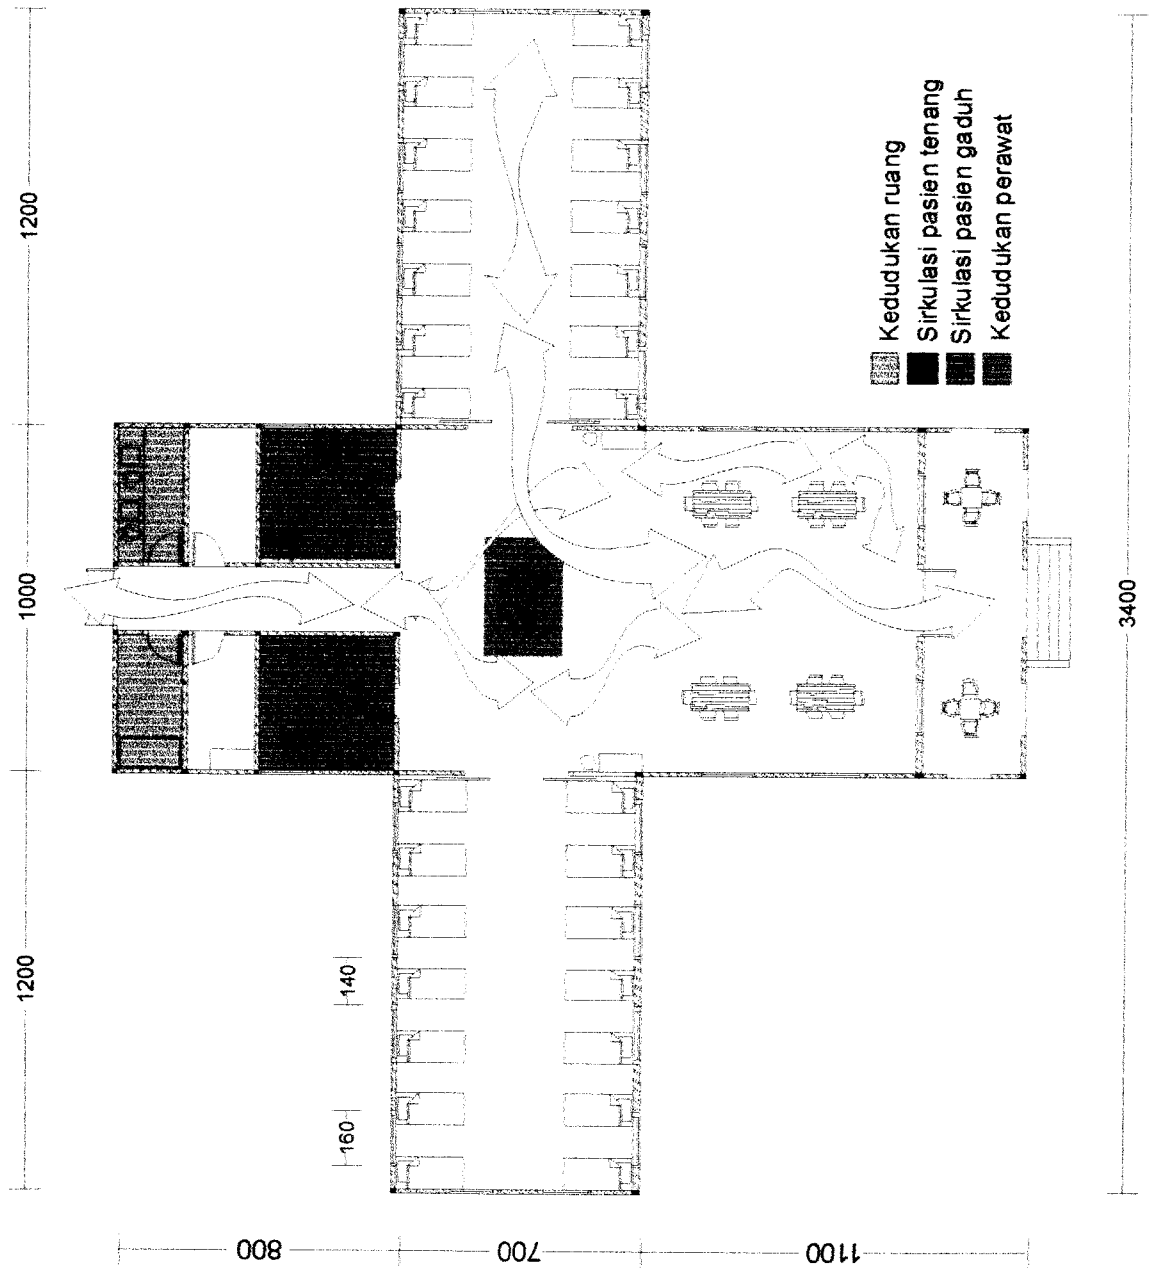 1200
1000
1200
3400
140
160
800
700
1100
Kedudukan ruang
Sirkulasi pasien tenang
Sirkulasi pasien gaduh
Kedudukan perawat